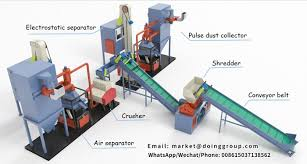 Electrostatic separator
Pulse dust collector
Shredder
Conveyor belt
Crusher
Air separator
Email: market@doinggroup.com
WhatsApp/Wechat/Phone: 008615037138562